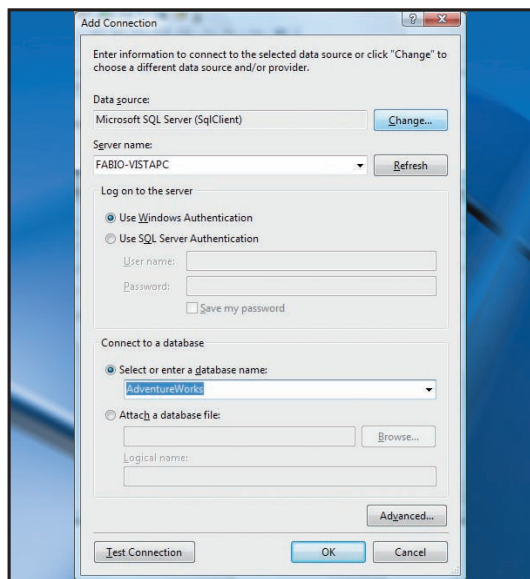 Add Connection
Enter information to connect to the selected data source or click "Change" to
choose a different data source and/or provider.
Data source:
Microsoft SQL Server (SqlClient)
Change...
Server name:
FABIO-VISTAPC
Refresh
Log on to the server
Use Windows Authentication
Use SQL Server Authentication
User name:
Password:
Save my password
Connect to a database
Select or enter a database name:
AdventureWorks
Attach a database file:
Browse...
Logical name:
Advanced...
Test Connection
OK
Cancel